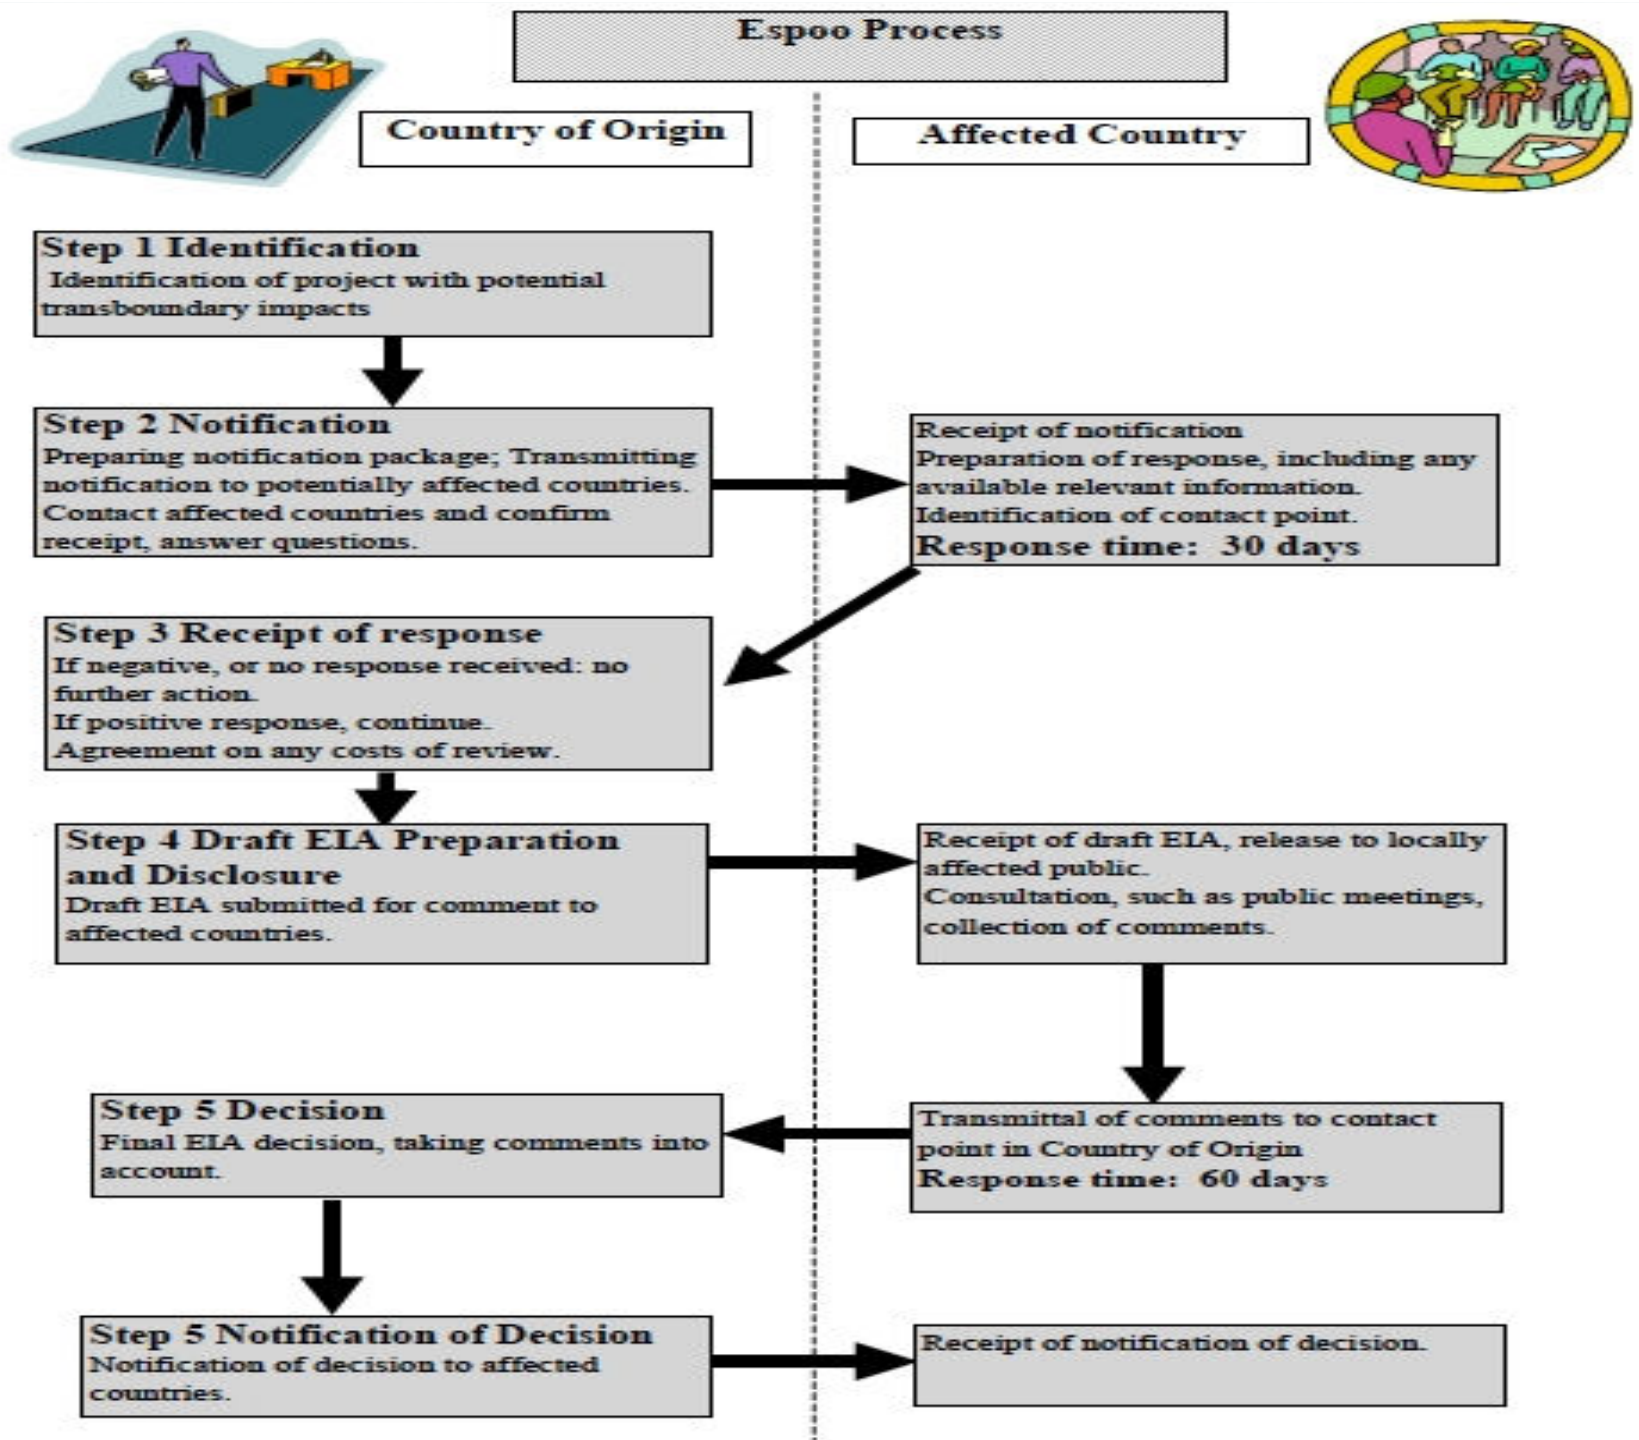 Espoo Process
Country of Origin
Affected Country
Step 1 Identification
Identification of project with potential
transboundary impacts
Step 2 Notification
Preparing notification package; Transmitting
notification to potentially affected countries.
Contact affected countries and confirm
receipt, answer questions.
Receipt of notification
Preparation of response, including any
available relevant information.
Identification of contact point.
Response time: 30 days
Step 3 Receipt of response
If negative, or no response received: no
further action.
If positive response, continue.
Agreement on any costs of review.
Step 4 Draft EIA Preparation
and Disclosure
Draft EIA submitted for comment to
affected countries.
Receipt of draft EIA, release to locally
affected public.
Consultation, such as public meetings,
collection of comments.
Transmittal of comments to contact
point in Country of Origin
Response time: 60 days
Step 5 Decision
Final EIA decision, taking comments into
account.
Step 5 Notification of Decision
Notification of decision to affected
countries.
Receipt of notification of decision.